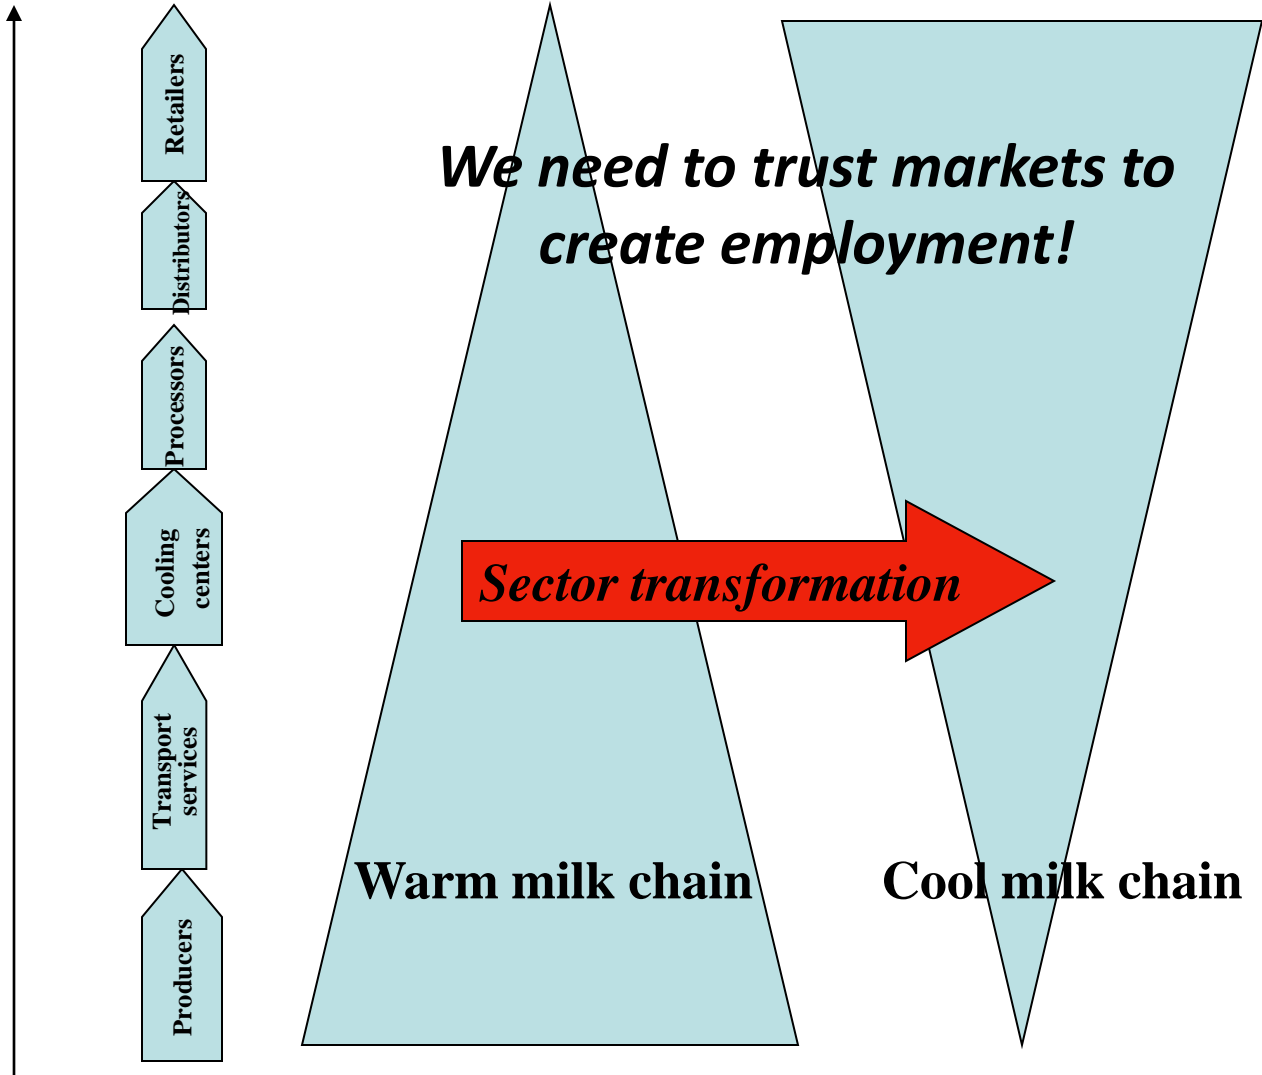 Retailers
Distributors
Processors
Cooling
centers
Transport
services
Producers
We need to trust markets to
create employment!
Sector transformation
Warm milk chain
Cool milk chain